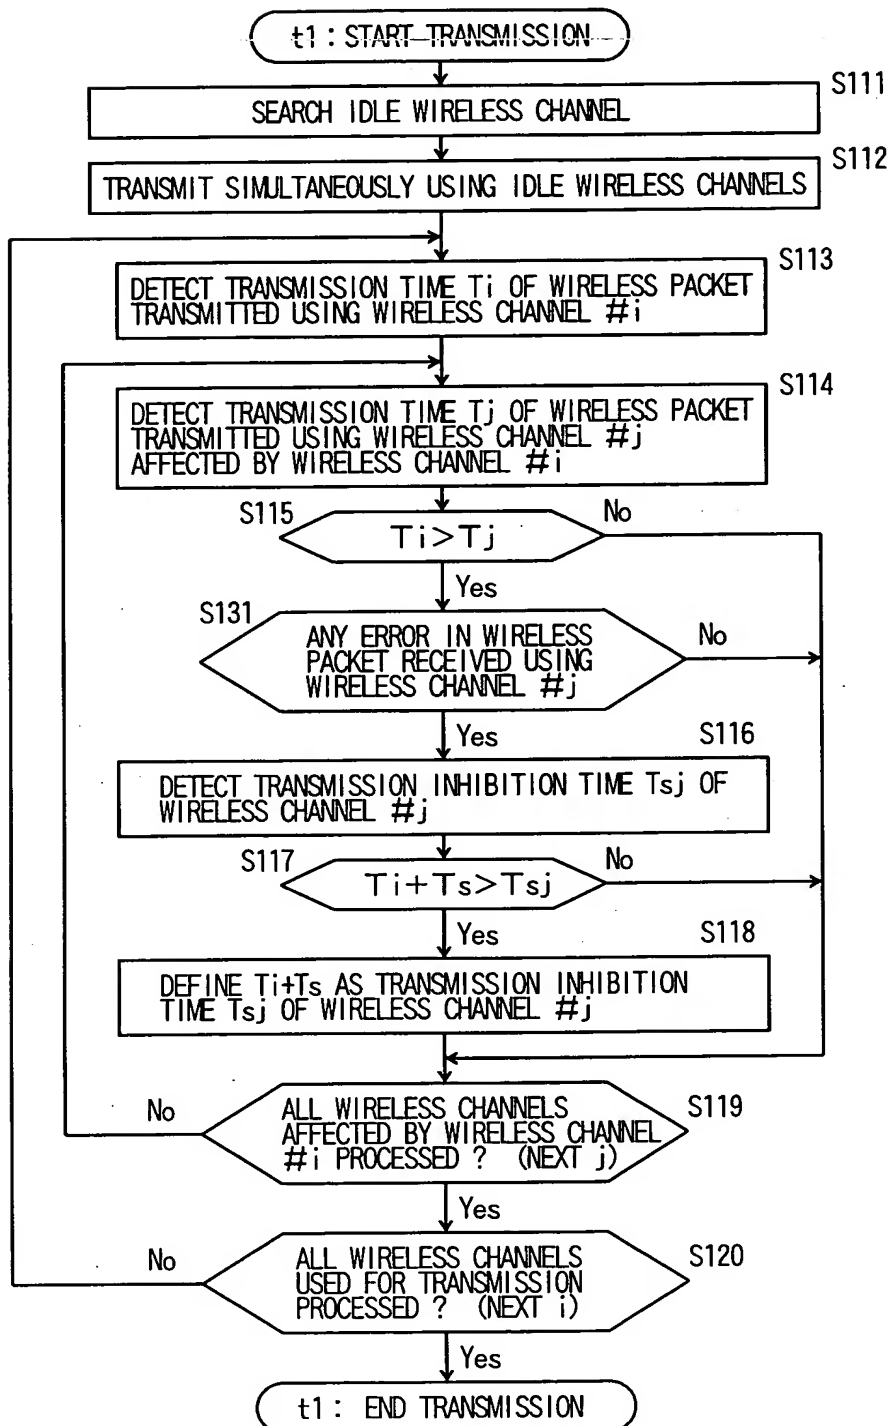 t1 : START TRANSMISSION
S111
SEARCH IDLE WIRELESS CHANNEL
S112
TRANSMIT SIMULTANEOUSLY USING IDLE WIRELESS CHANNELS
S113
DETECT TRANSMISSION TIME Ti OF WIRELESS PACKET
TRANSMITTED USING WIRELESS CHANNEL #i
S114
DETECT TRANSMISSION TIME Tj OF WIRELESS PACKET
TRANSMITTED USING WIRELESS CHANNEL #j
AFFECTED BY WIRELESS CHANNEL #i
S115
Ti>Tj
No
Yes
S131
ANY ERROR IN WIRELESS
PACKET RECEIVED USING
WIRELESS CHANNEL #j
No
Yes
S116
DETECT TRANSMISSION INHIBITION TIME Tsj OF
WIRELESS CHANNEL #j
S117
Ti+Ts>Tsj
No
Yes
S118
DEFINE Ti+Ts AS TRANSMISSION INHIBITION
TIME Tsj OF WIRELESS CHANNEL #j
No
ALL WIRELESS CHANNELS
AFFECTED BY WIRELESS CHANNEL
#i PROCESSED ? (NEXT j)
S119
Yes
No
ALL WIRELESS CHANNELS
USED FOR TRANSMISSION
PROCESSED ? (NEXT i)
S120
Yes
t1 : END TRANSMISSION